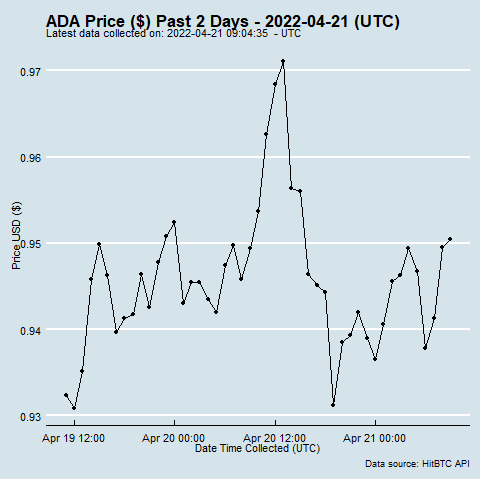 ADA Price ($) Past 2 Days - 2022-04-21 (UTC)
Latest data collected on: 2022-04-21 09:04:35 - UTC
0.97
0.96
0.95
0.94
0.93
Price USD ($)
Apr 19 12:00
Apr 20 00:00
Apr 20 12:00
Apr 21 00:00
Date Time Collected (UTC)
Data source: HitBTC API